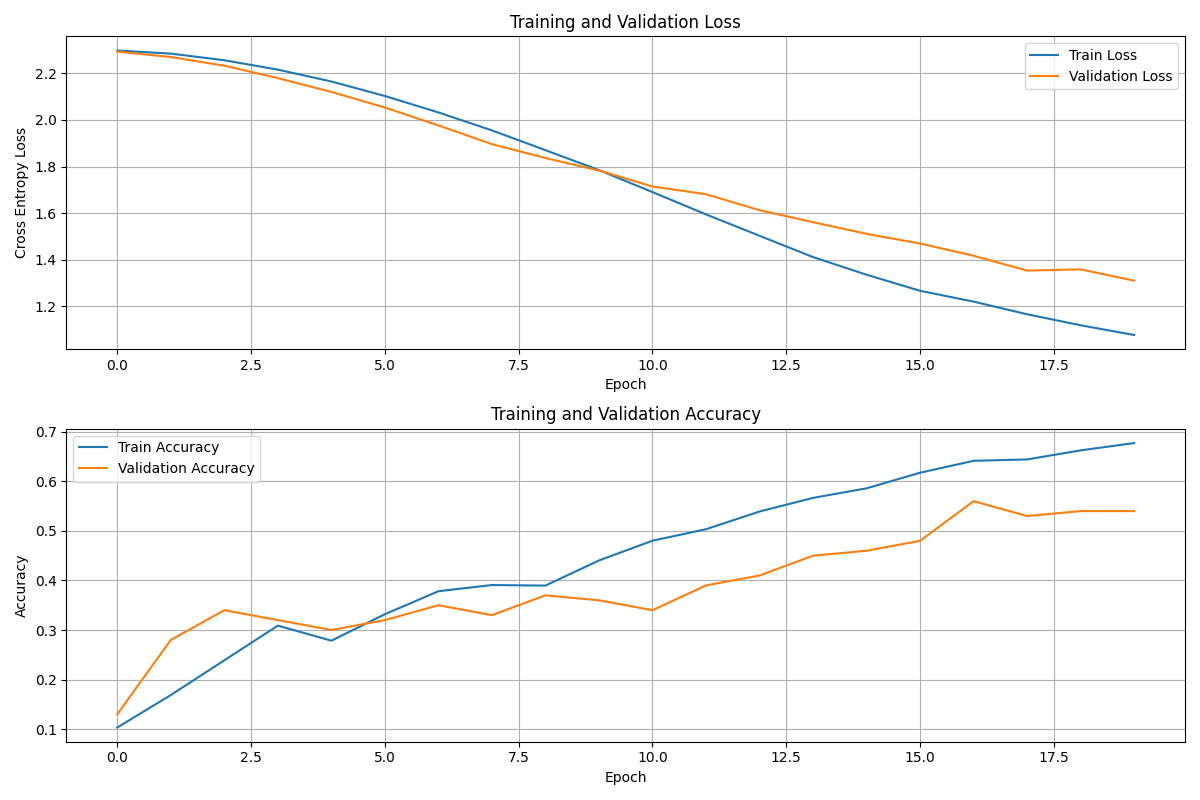 Training and Validation Loss
Train Loss
Validation Loss
Cross Entropy Loss
2.2
2.0
1.8
1.6
1.4
1.2
0.0 2.5 5.0 7.5 10.0 12.5 15.0 17.5
Epoch
Training and Validation Accuracy
Train Accuracy
Validation Accuracy
Accuracy
0.7
0.6
0.5
0.4
0.3
0.2
0.1
0.0 2.5 5.0 7.5 10.0 12.5 15.0 17.5
Epoch